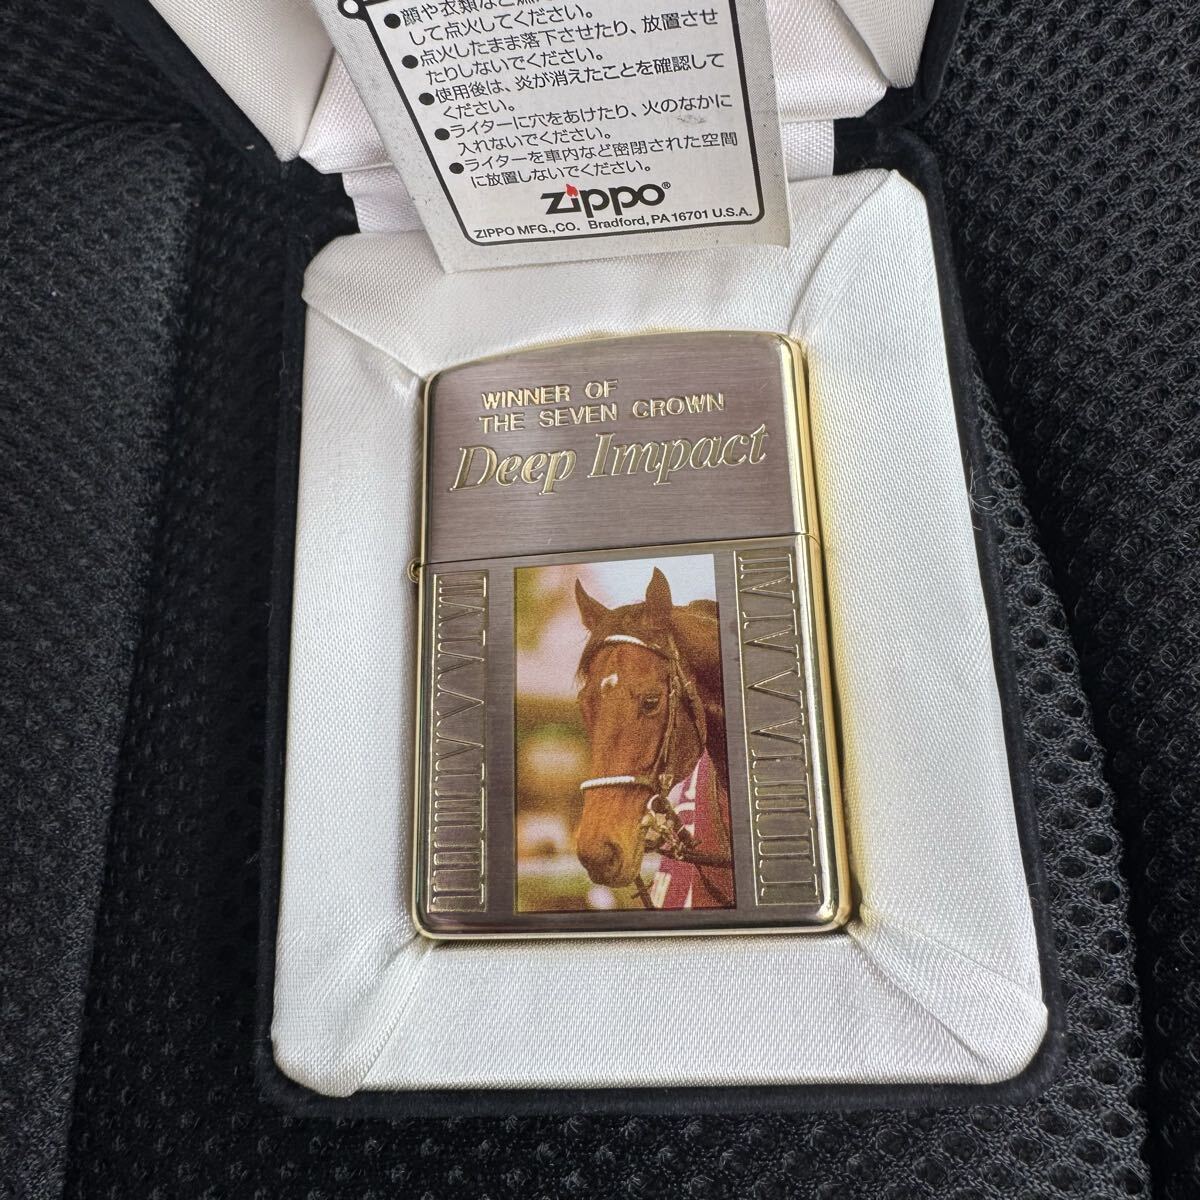 ●顔や衣類など
して点火してください。
●点火したまま落下させたり、放置させ
たりしないでください。
●使用後は、炎が消えたことを確認して
ください。
●ライターに穴をあけたり、火のなかに
入れないでください。
●ライターを車内など密閉された空間
に放置しないでください。
zippo®
ZIPPO MFG.,CO. Bradford, PA 16701 U.S.A.
WINNER OF
THE SEVEN CROWN
Deep Impact